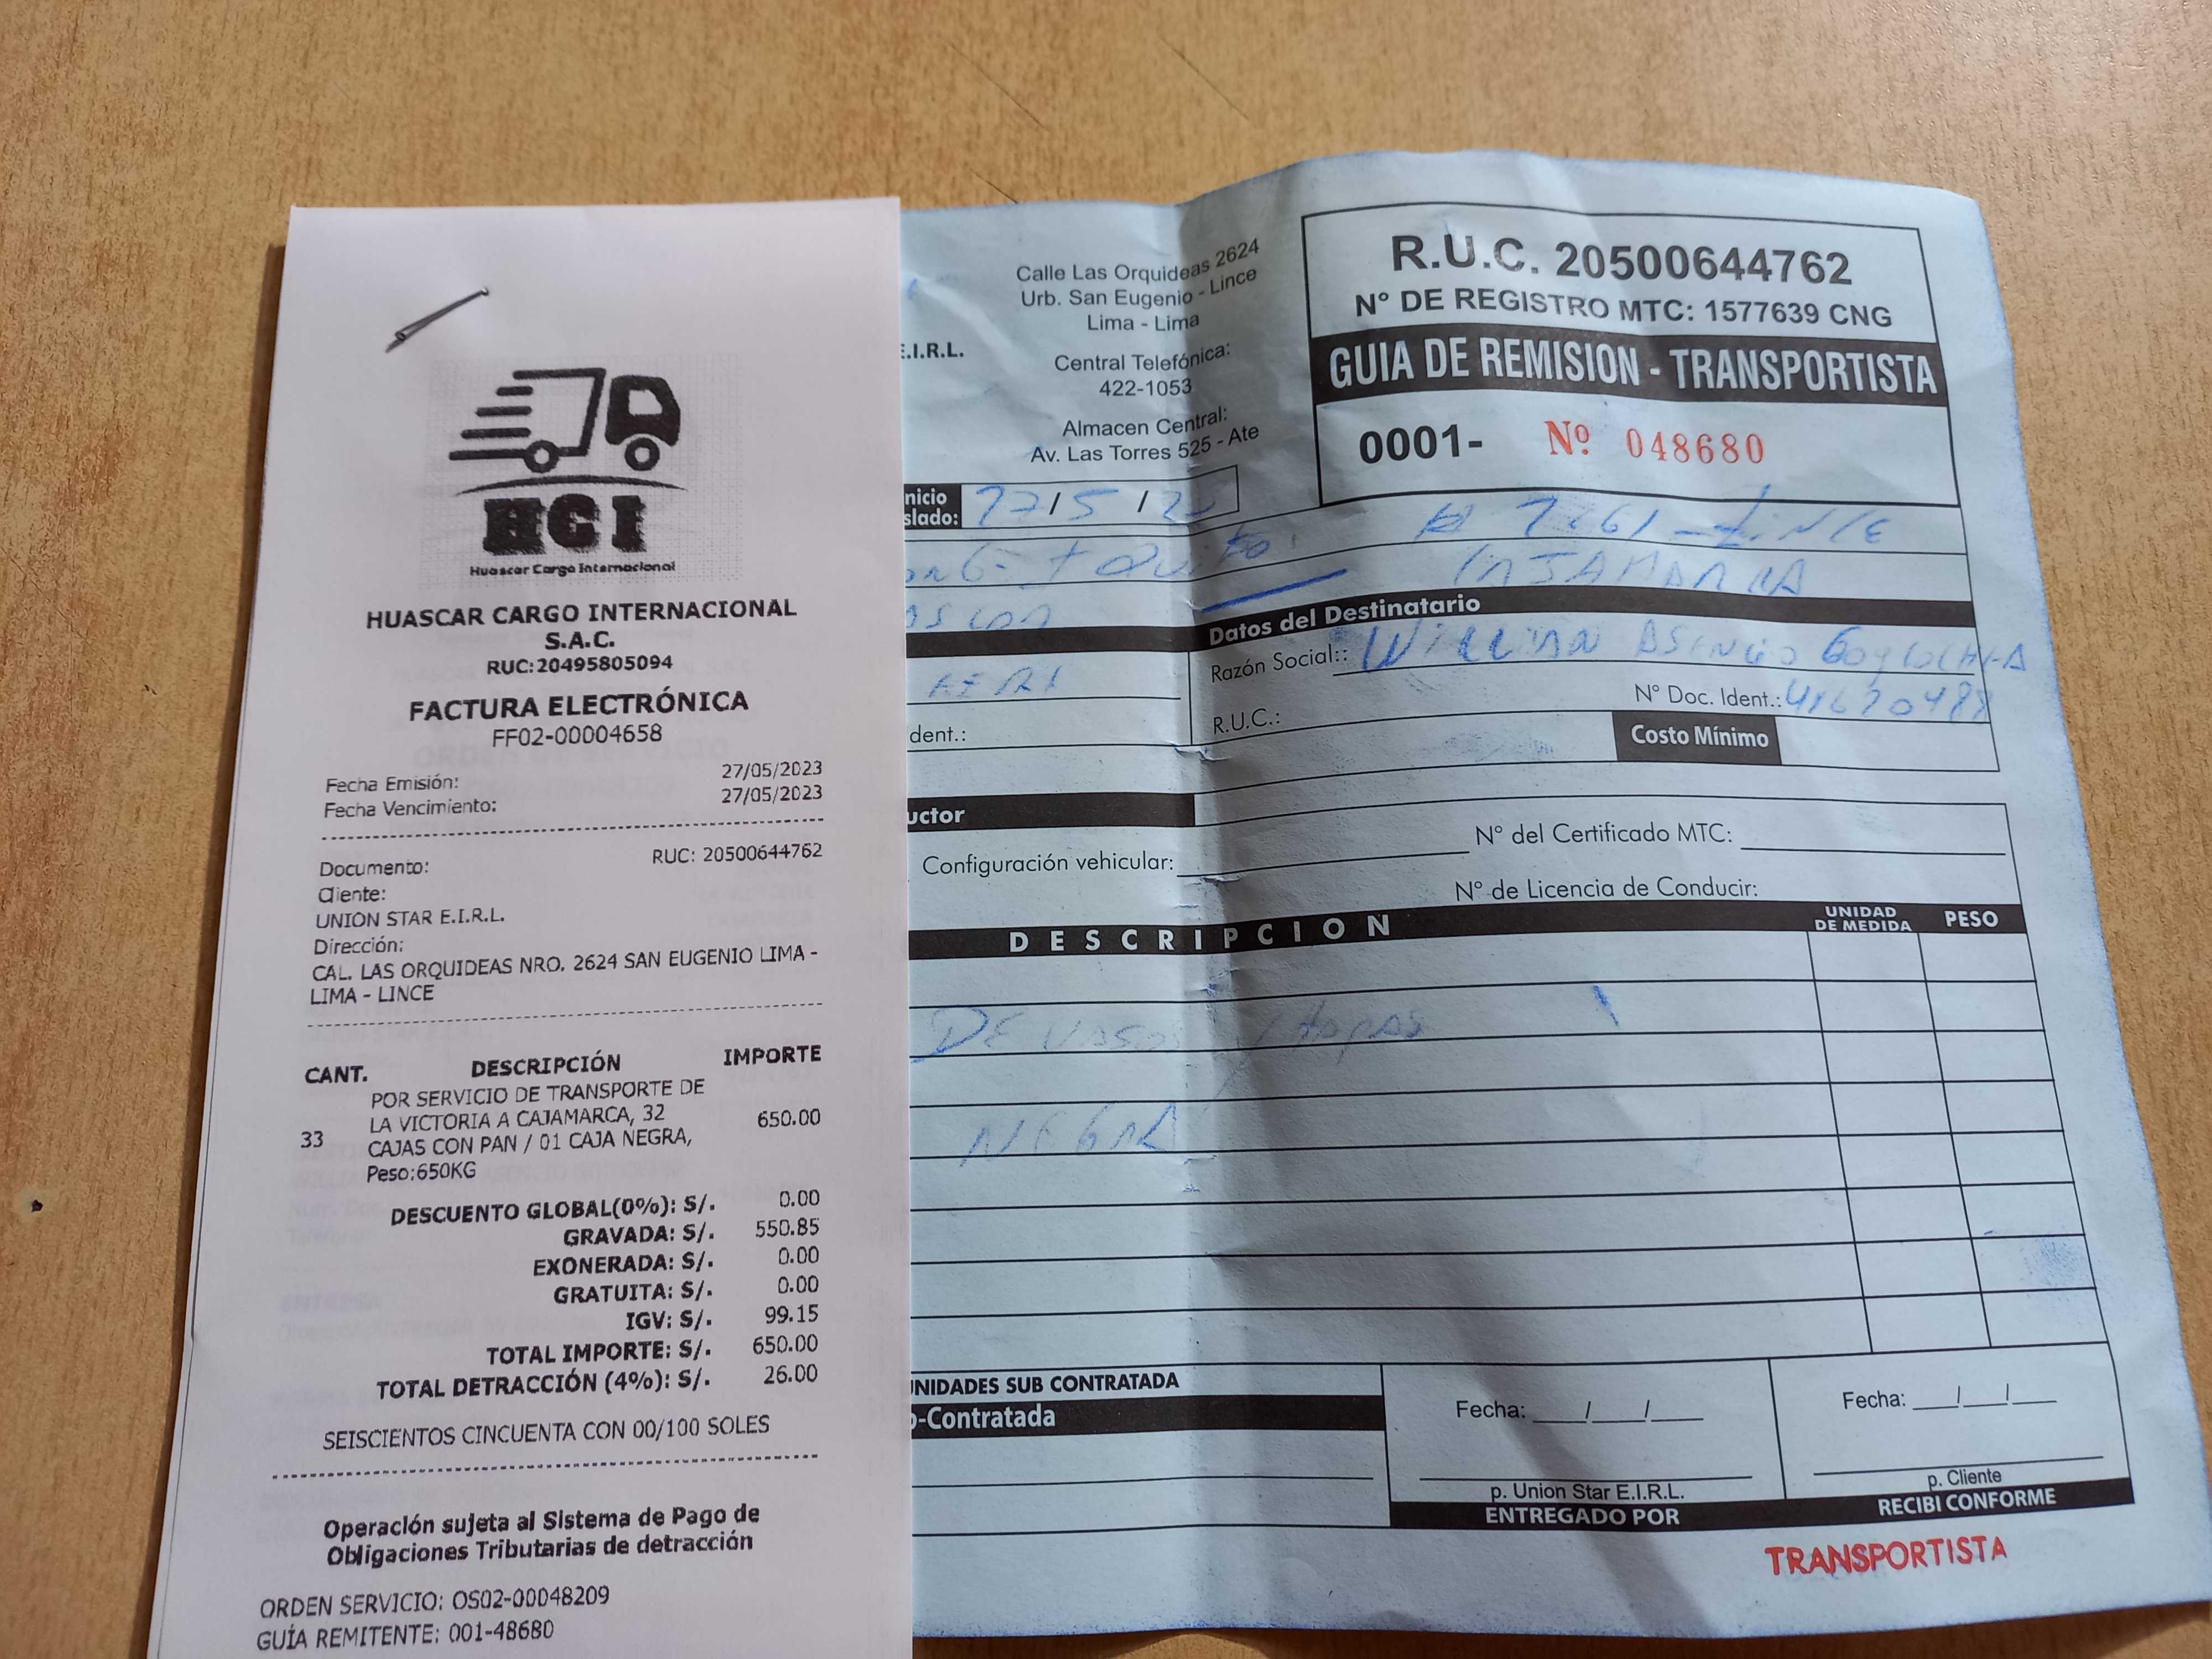 HCI
Huascar Cargo Internacional
HUASCAR CARGO INTERNACIONAL
S.A.C.
RUC:20495805094
FACTURA ELECTRÓNICA
FF02-00004658
Fecha Emisión: 27/05/2023
Fecha Vencimiento: 27/05/2023
Documento: RUC: 20500644762
Cliente:
UNION STAR E.I.R.L.
Dirección:
CAL. LAS ORQUIDEAS NRO. 2624 SAN EUGENIO LIMA -
LIMA - LINCE
CANT. DESCRIPCIÓN IMPORTE
POR SERVICIO DE TRANSPORTE DE
LA VICTORIA A CAJAMARCA, 32
33 CAJAS CON PAN / 01 CAJA NEGRA, 650.00
Peso:650KG
DESCUENTO GLOBAL(0%): S/. 0.00
GRAVADA: S/. 550.85
EXONERADA: S/. 0.00
GRATUITA: S/. 0.00
IGV: S/. 99.15
TOTAL IMPORTE: S/. 650.00
TOTAL DETRACCIÓN (4%): S/. 26.00
SEISCIENTOS CINCUENTA CON 00/100 SOLES
Operación sujeta al Sistema de Pago de
Obligaciones Tributarias de detracción
ORDEN SERVICIO: OS02-00048209
GUÍA REMITENTE: 001-48680
E.I.R.L.
Calle Las Orquideas 2624
Urb. San Eugenio - Lince
Lima - Lima
Central Telefónica:
422-1053
Almacen Central:
Av. Las Torres 525 - Ate
R.U.C. 20500644762
N° DE REGISTRO MTC: 1577639 CNG
GUIA DE REMISION - TRANSPORTISTA
0001- Nº 048680
nicio
slado: /5/
Datos del Destinatario
Razón Social::
N° Doc. Ident.:
R.U.C.:
dent.:
Costo Mínimo
uctor
N° del Certificado MTC:
Configuración vehicular:
N° de Licencia de Conducir:
DESCRIPCION UNIDAD DE MEDIDA PESO
DE VASOS Y tapas
NEGRA
UNIDADES SUB CONTRATADA
-Contratada
Fecha: / /
p. Union Star E.I.R.L.
ENTREGADO POR
Fecha: / /
p. Cliente
RECIBI CONFORME
TRANSPORTISTA